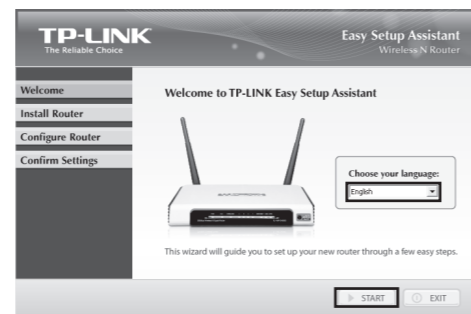 TP-LINK
The Reliable Choice
Easy Setup Assistant
Wireless N Router
Welcome
Install Router
Configure Router
Confirm Settings
Welcome to TP-LINK Easy Setup Assistant
Choose your language:
English
This wizard will guide you to set up your new router through a few easy steps.
START
EXIT